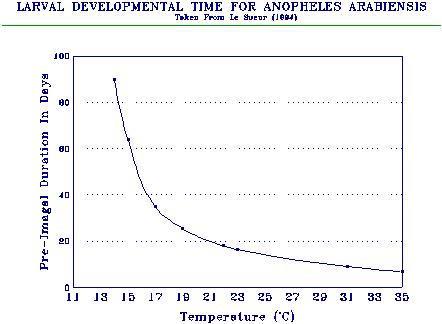 LARVAL DEVELOPMENTAL TIME FOR ANOPHELES ARABIENSIS
Taken From Le Sueur (1994)
Pre-Imagal Duration In Days
100
80
60
40
20
0
11 13 15 17 19 21 23 25 27 29 31 33 35
Temperature (°C)